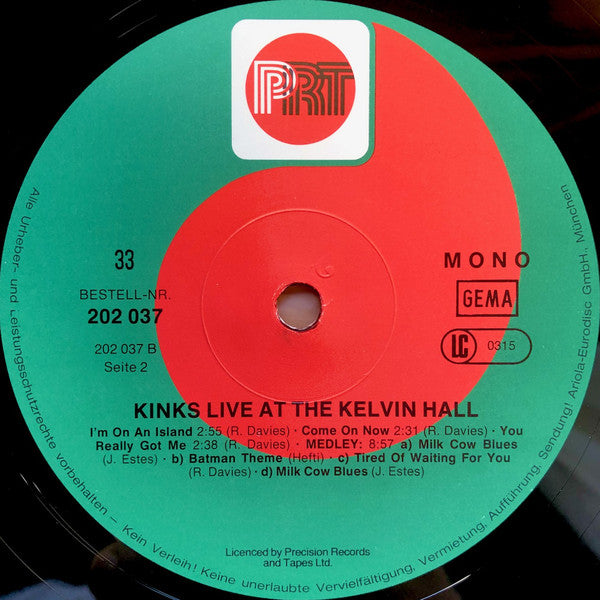 PRT
33
BESTELL-NR.
202 037
202 037 B
Seite 2
MONO
GEMA
LC 0315
KINKS LIVE AT THE KELVIN HALL
I'm On An Island 2:55 (R. Davies) · Come On Now 2:31 (R. Davies) · You
Really Got Me 2:38 (R. Davies) · MEDLEY: 8:57 a) Milk Cow Blues
(J. Estes) · b) Batman Theme (Hefti) · c) Tired Of Waiting For You
(R. Davies) · d) Milk Cow Blues (J. Estes)
Licenced by Precision Records
and Tapes Ltd.
Alle Urheber- und Leistungsschutzrechte vorbehalten – Kein Verleih! Keine unerlaubte Vervielfältigung, Vermietung, Aufführung, Sendung! Ariola-Eurodisc GmbH., München